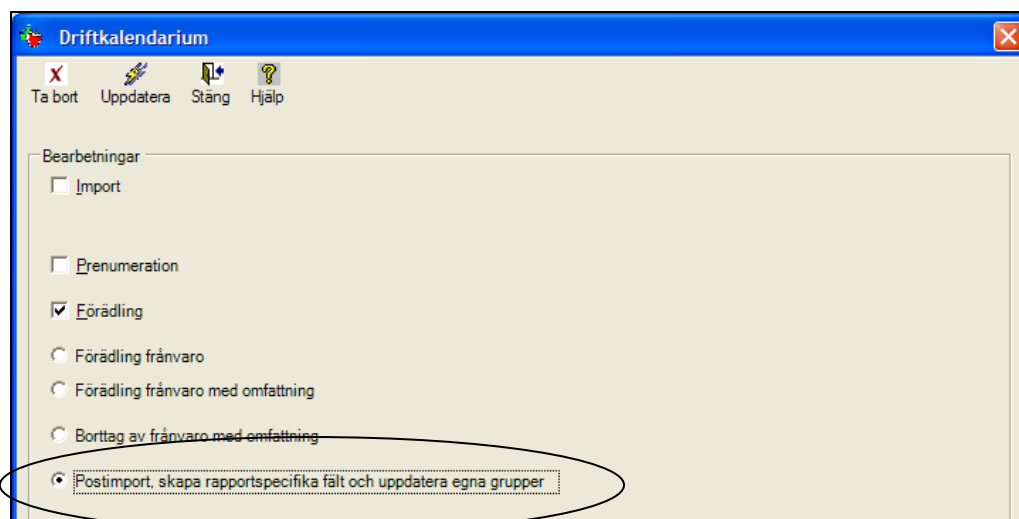 Driftkalendarium
Ta bort Uppdatera Stäng Hjälp
Bearbetningar
Import
Prenumeration
Förädling
Förädling frånvaro
Förädling frånvaro med omfattning
Borttag av frånvaro med omfattning
Postimport, skapa rapportspecifika fält och uppdatera egna grupper